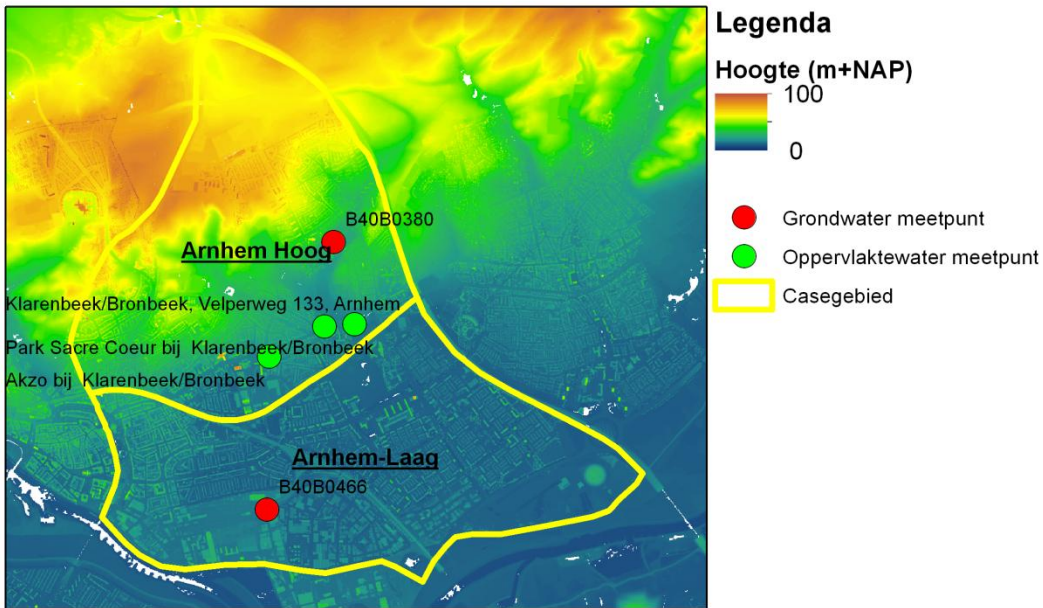 B40B0380
Arnhem Hoog
Klarenbeek/Bronbeek, Velperweg 133, Arnhem
Park Sacre Coeur bij Klarenbeek/Bronbeek
Akzo bij Klarenbeek/Bronbeek
Arnhem-Laag
B40B0466
Legenda
Hoogte (m+NAP)
100
0
Grondwater meetpunt
Oppervlaktewater meetpunt
Casegebied